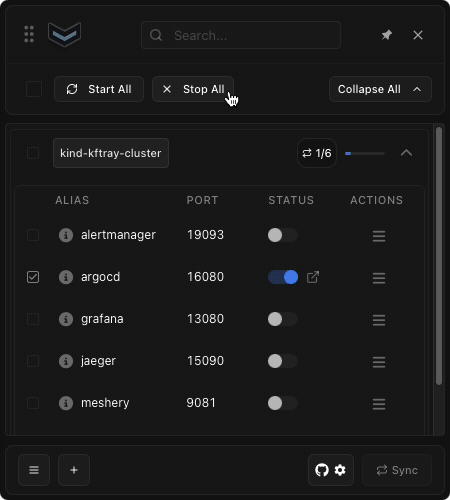 Search...
Start All
Stop All
Collapse All
kind-kftray-cluster
1/6
ALIAS PORT STATUS ACTIONS
alertmanager 19093
argocd 16080
grafana 13080
jaeger 15090
meshery 9081
Sync